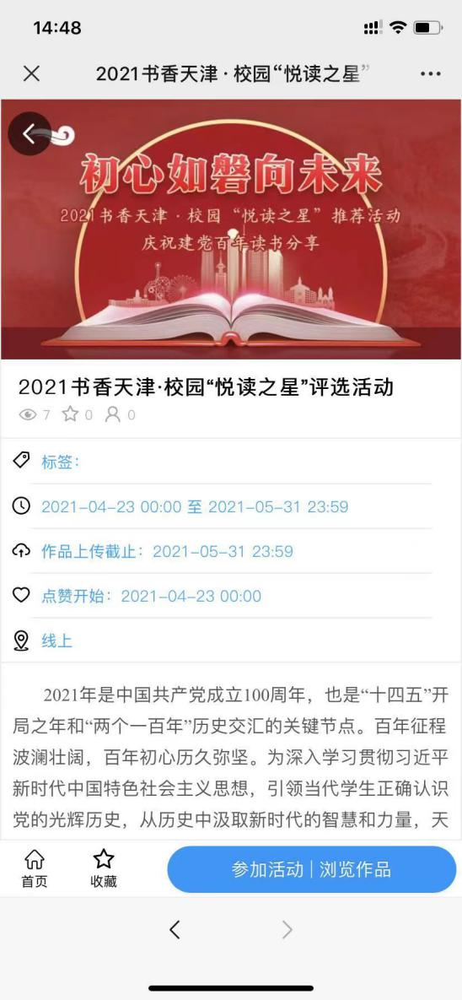 14:48
2021书香天津 · 校园“悦读之星”
初心如磐向未来
2021书香天津 · 校园“悦读之星”推荐活动
庆祝建党百年读书分享
2021书香天津·校园“悦读之星”评选活动
7 0 0
标签：
2021-04-23 00:00 至 2021-05-31 23:59
作品上传截止：2021-05-31 23:59
点赞开始：2021-04-23 00:00
线上
2021年是中国共产党成立100周年，也是“十四五”开
局之年和“两个一百年”历史交汇的关键节点。百年征程
波澜壮阔，百年初心历久弥坚。为深入学习贯彻习近平
新时代中国特色社会主义思想，引领当代学生正确认识
党的光辉历史，从历史中汲取新时代的智慧和力量，天
首页 收藏 参加活动 | 浏览作品